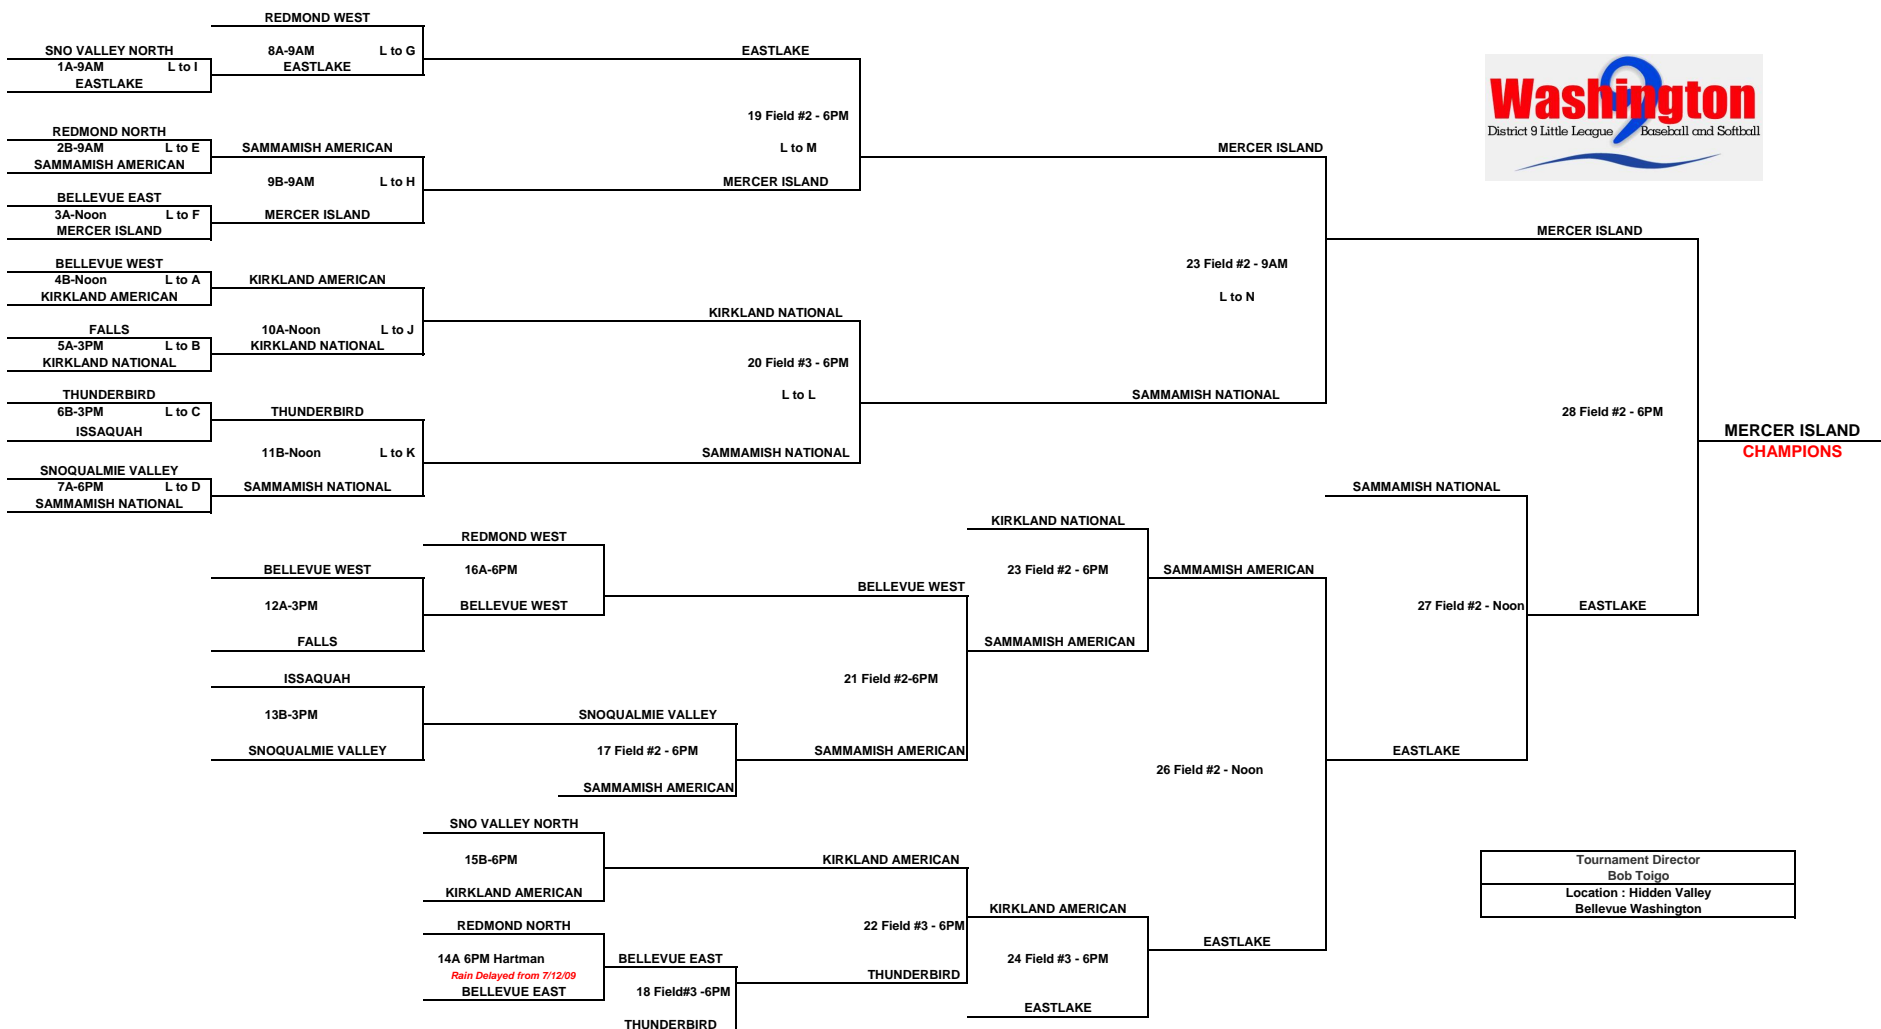 REDMOND WEST
SNO VALLEY NORTH
8A-9AM L to G
EASTLAKE
1A-9AM L to I
EASTLAKE
EASTLAKE
Washington
9
District 9 Little League Baseball and Softball
19 Field #2 - 6PM
L to M
REDMOND NORTH
2B-9AM L to E
SAMMAMISH AMERICAN
SAMMAMISH AMERICAN
MERCER ISLAND
9B-9AM L to H
MERCER ISLAND
BELLEVUE EAST
3A-Noon L to F
MERCER ISLAND
MERCER ISLAND
MERCER ISLAND
BELLEVUE WEST
4B-Noon L to A
KIRKLAND AMERICAN
KIRKLAND AMERICAN
23 Field #2 - 9AM
L to N
KIRKLAND NATIONAL
FALLS
10A-Noon L to J
5A-3PM L to B
KIRKLAND NATIONAL
KIRKLAND NATIONAL
20 Field #3 - 6PM
L to L
SAMMAMISH NATIONAL
THUNDERBIRD
6B-3PM L to C
THUNDERBIRD
28 Field #2 - 6PM
ISSAQUAH
MERCER ISLAND
CHAMPIONS
11B-Noon L to K
SAMMAMISH NATIONAL
SNOQUALMIE VALLEY
7A-6PM L to D
SAMMAMISH NATIONAL
SAMMAMISH NATIONAL
SAMMAMISH NATIONAL
KIRKLAND NATIONAL
REDMOND WEST
BELLEVUE WEST
16A-6PM
23 Field #2 - 6PM
SAMMAMISH AMERICAN
BELLEVUE WEST
12A-3PM
BELLEVUE WEST
27 Field #2 - Noon
EASTLAKE
FALLS
SAMMAMISH AMERICAN
ISSAQUAH
21 Field #2-6PM
13B-3PM
SNOQUALMIE VALLEY
SNOQUALMIE VALLEY
17 Field #2 - 6PM
SAMMAMISH AMERICAN
EASTLAKE
26 Field #2 - Noon
SAMMAMISH AMERICAN
SNO VALLEY NORTH
15B-6PM
KIRKLAND AMERICAN
Tournament Director
Bob Toigo
Location : Hidden Valley
Bellevue Washington
KIRKLAND AMERICAN
KIRKLAND AMERICAN
REDMOND NORTH
22 Field #3 - 6PM
EASTLAKE
14A 6PM Hartman
BELLEVUE EAST
24 Field #3 - 6PM
Rain Delayed from 7/12/09
THUNDERBIRD
BELLEVUE EAST
18 Field#3 -6PM
EASTLAKE
THUNDERBIRD